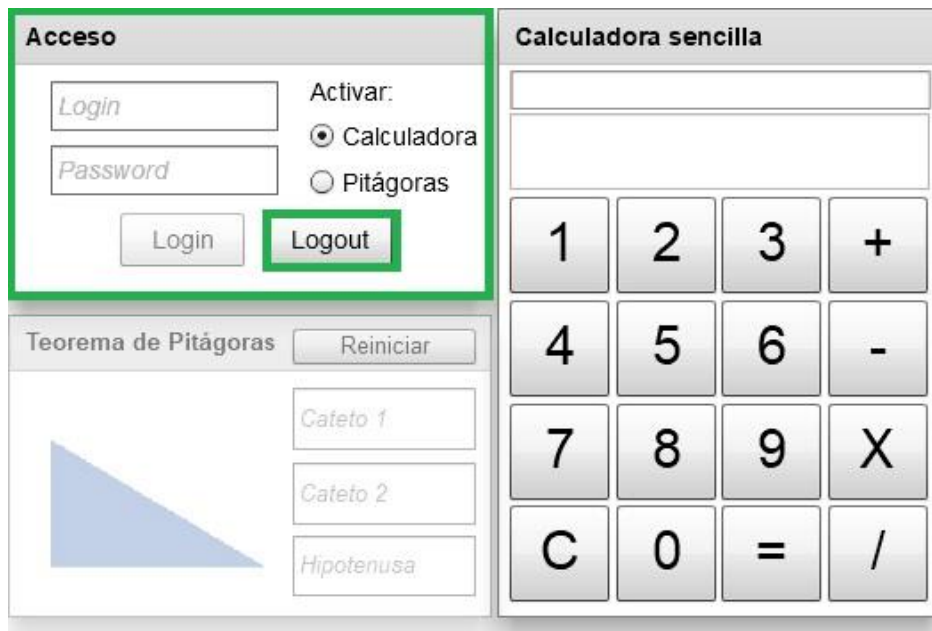 Acceso
Login
Password
Activar:
Calculadora
Pitágoras
Login
Logout
Teorema de Pitágoras
Reiniciar
Cateto 1
Cateto 2
Hipotenusa
Calculadora sencilla
1 2 3 +
4 5 6 -
7 8 9 X
C 0 = /